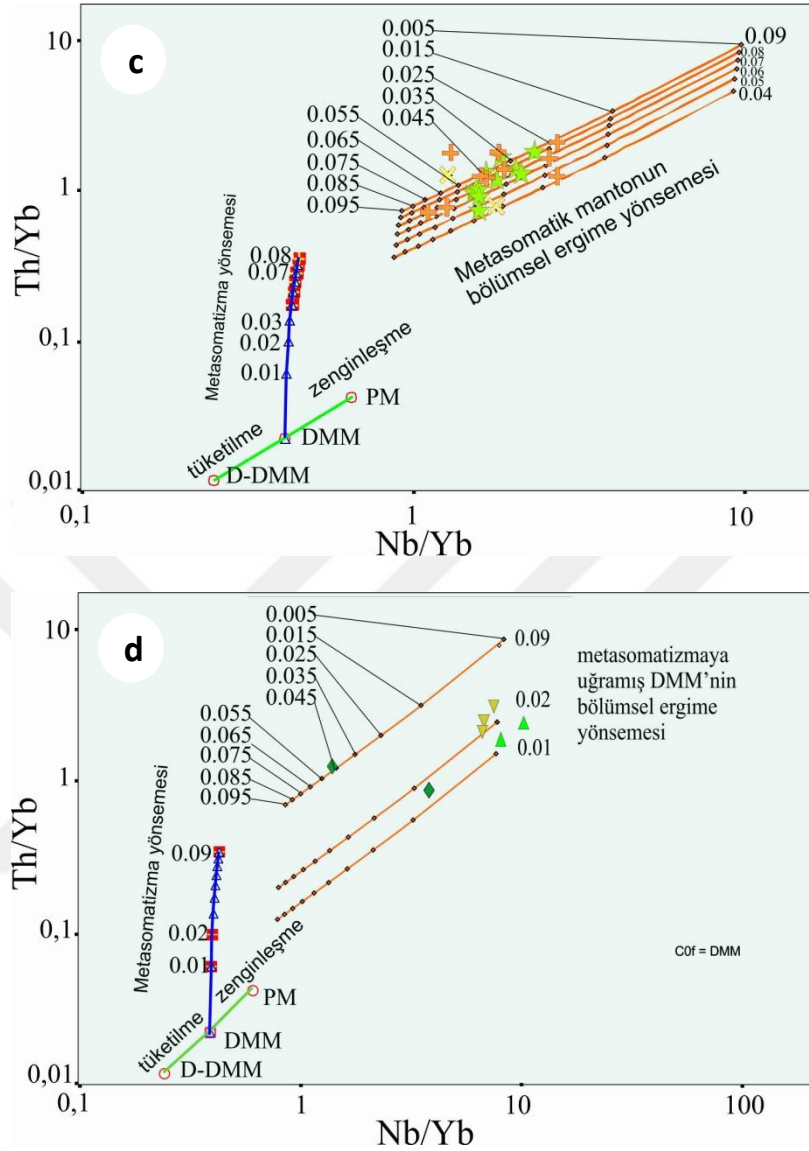 c
10
1
0,1
0,01
Th/Yb
0.005
0.015
0.025
0.035
0.045
0.055
0.065
0.075
0.085
0.095
0.09
0.08
0.07
0.06
0.05
0.04
Metasomatik mantonun
bölümsel ergime yönsemesi
Metasomatizma yönsemesi
0.08
0.07
0.03
0.02
0.01
zenginleşme
tüketilme
PM
DMM
D-DMM
0,1
1
10
Nb/Yb
d
10
1
0,1
0,01
Th/Yb
0.005
0.015
0.025
0.035
0.045
0.055
0.065
0.075
0.085
0.095
0.09
0.02
0.01
metasomatizmaya
uğramış DMM’nin
bölümsel ergime
yönsemesi
Metasomatizma yönsemesi
0.09
0.02
0.01
zenginleşme
tüketilme
PM
DMM
D-DMM
C0f = DMM
0,1
1
10
100
Nb/Yb